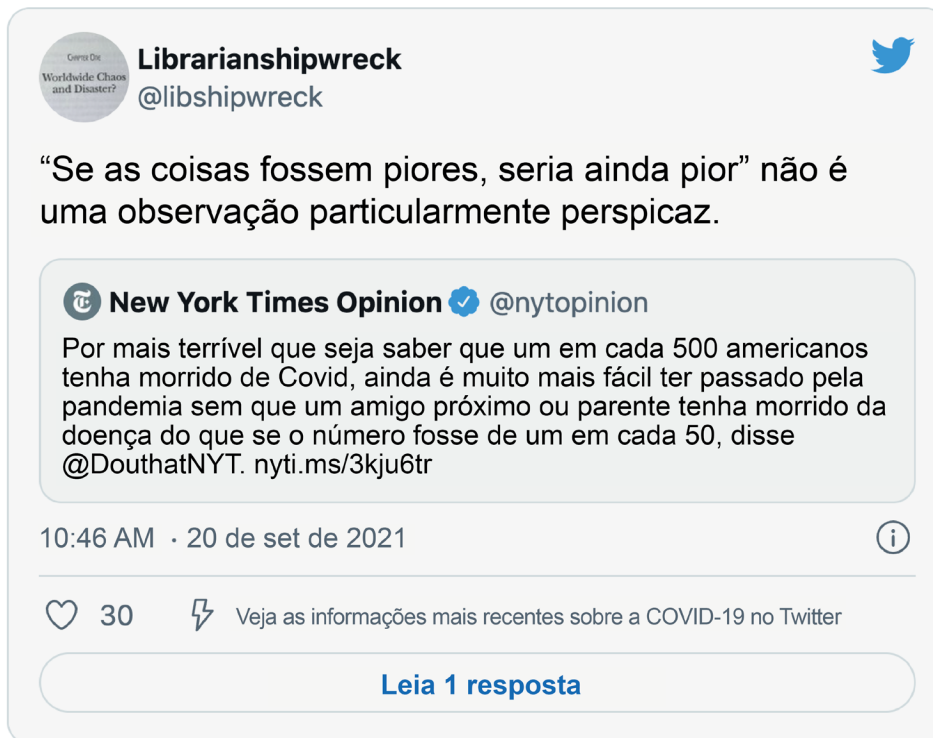 Chapter One
Worldwide Chaos
and Disaster?
Librarianshipwreck
@libshipwreck
“Se as coisas fossem piores, seria ainda pior” não é
uma observação particularmente perspicaz.
New York Times Opinion @nytopinion
Por mais terrível que seja saber que um em cada 500 americanos
tenha morrido de Covid, ainda é muito mais fácil ter passado pela
pandemia sem que um amigo próximo ou parente tenha morrido da
doença do que se o número fosse de um em cada 50, disse
@DouthatNYT. nyti.ms/3kju6tr
10:46 AM · 20 de set de 2021
30 Veja as informações mais recentes sobre a COVID-19 no Twitter
Leia 1 resposta